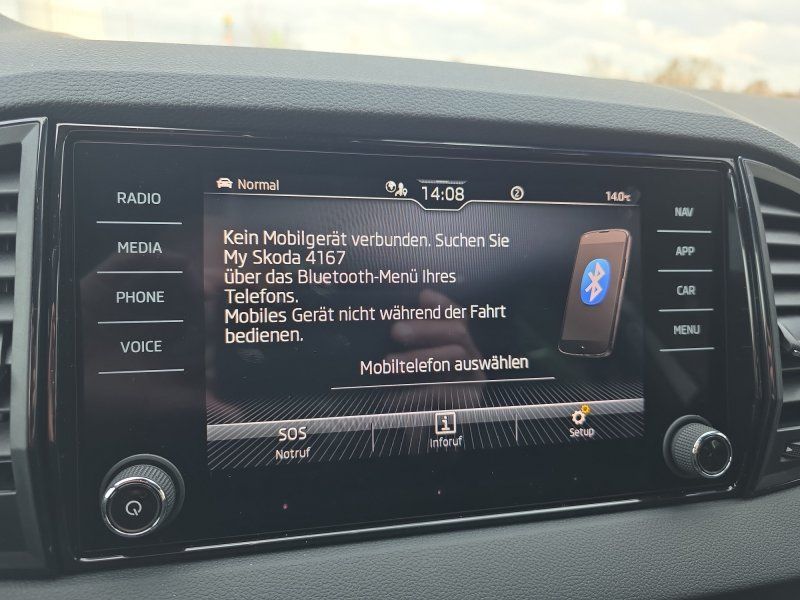 RADIO
MEDIA
PHONE
VOICE
Normal
14:08
2
14.0°C
Kein Mobilgerät verbunden. Suchen Sie
My Skoda 4167
über das Bluetooth-Menü Ihres
Telefons.
Mobiles Gerät nicht während der Fahrt
bedienen.
Mobiltelefon auswählen
SOS
Notruf
i
Inforuf
Setup
NAV
APP
CAR
MENU